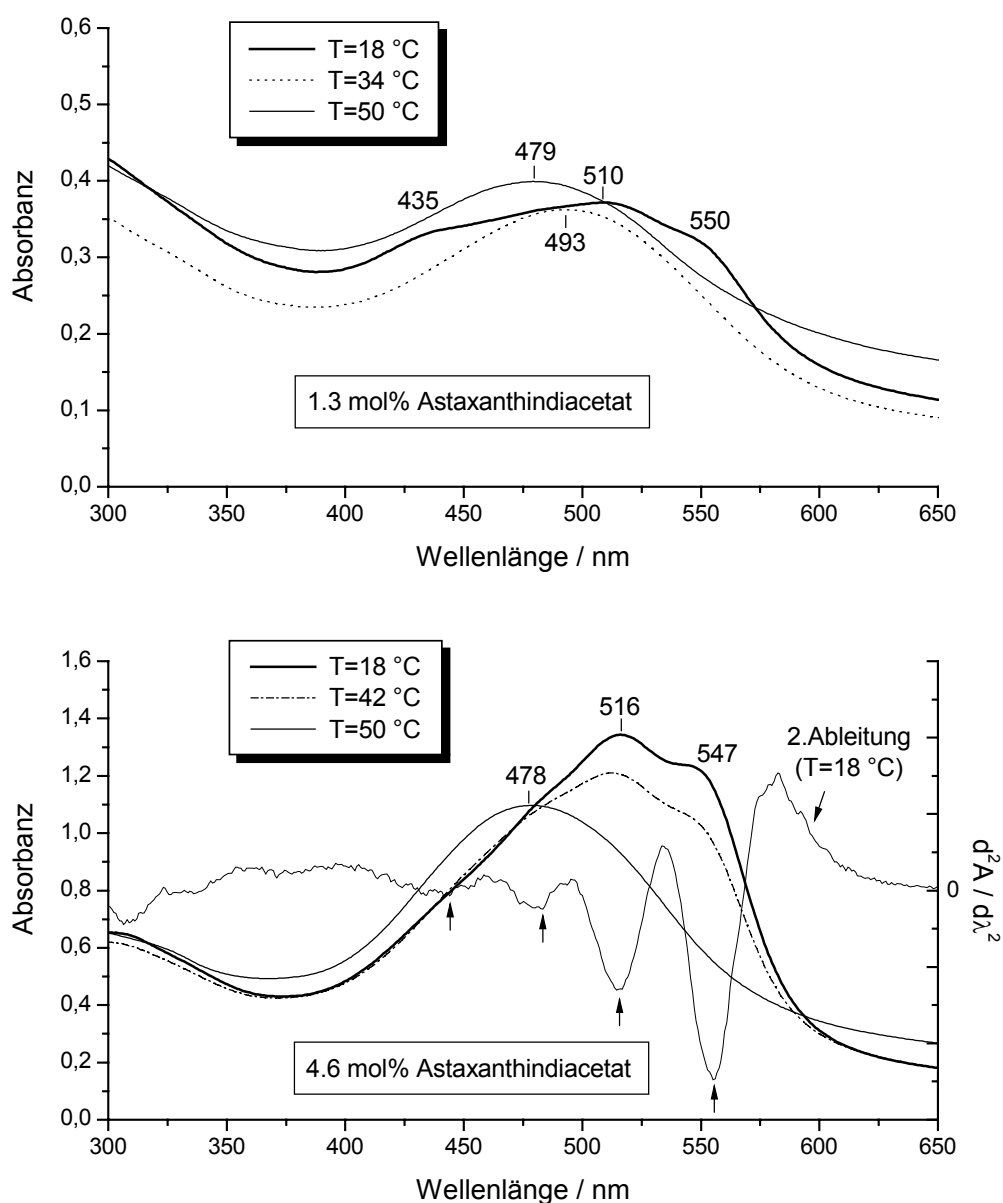 0,6
T=18 °C
T=34 °C
T=50 °C
0,5
0,4
0,3
0,2
0,1
0,0
Absorbanz
435
479
510
493
550
1.3 mol% Astaxanthindiacetat
300 350 400 450 500 550 600 650
Wellenlänge / nm
1,6
T=18 °C
T=42 °C
T=50 °C
1,4
1,2
1,0
0,8
0,6
0,4
0,2
0,0
Absorbanz
478
516
547
2.Ableitung
(T=18 °C)
0
d²A / dλ²
4.6 mol% Astaxanthindiacetat
300 350 400 450 500 550 600 650
Wellenlänge / nm